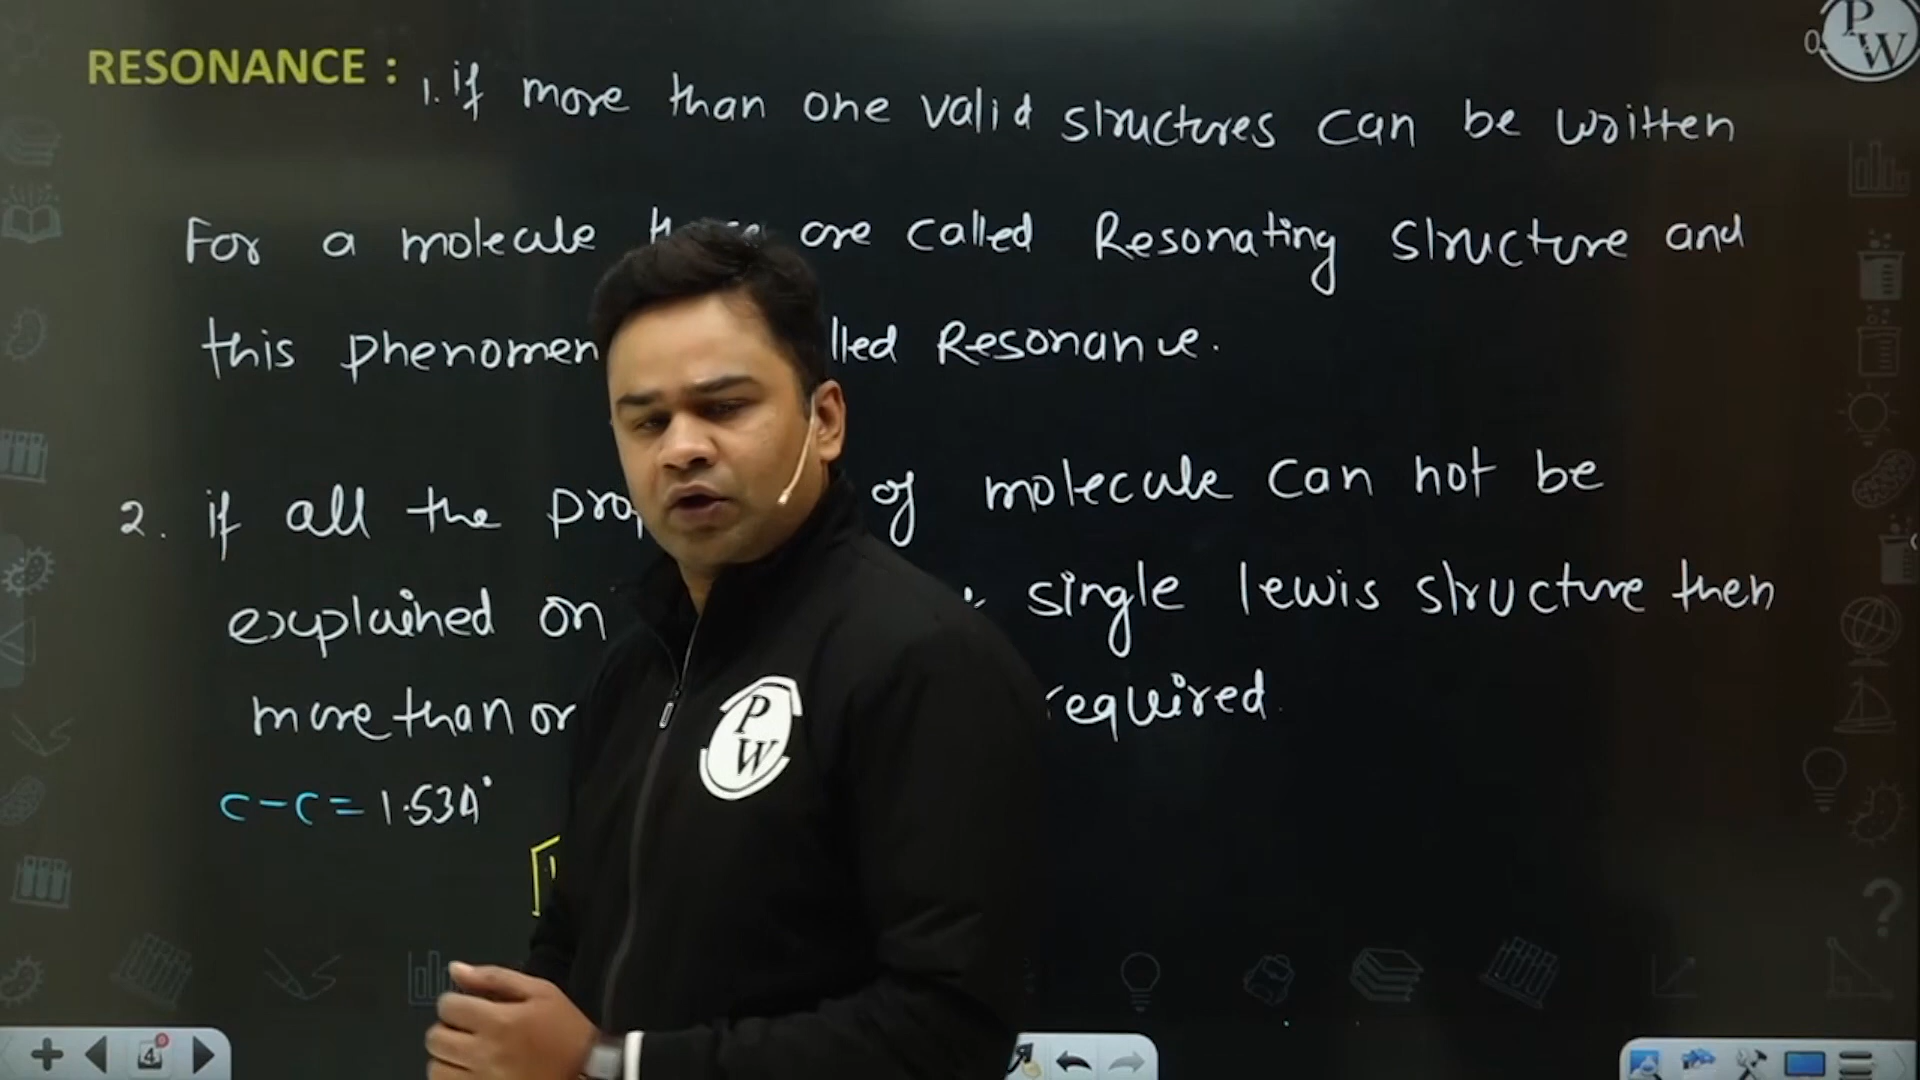 RESONANCE : 1. if more than one valid structures can be written
For a molecule are called Resonating structure and
this phenomen lled Resonance.
2. if all the prop of molecule can not be
explained on single lewis structure then
more than required.
C-C = 1.53A°
P W
P W
4